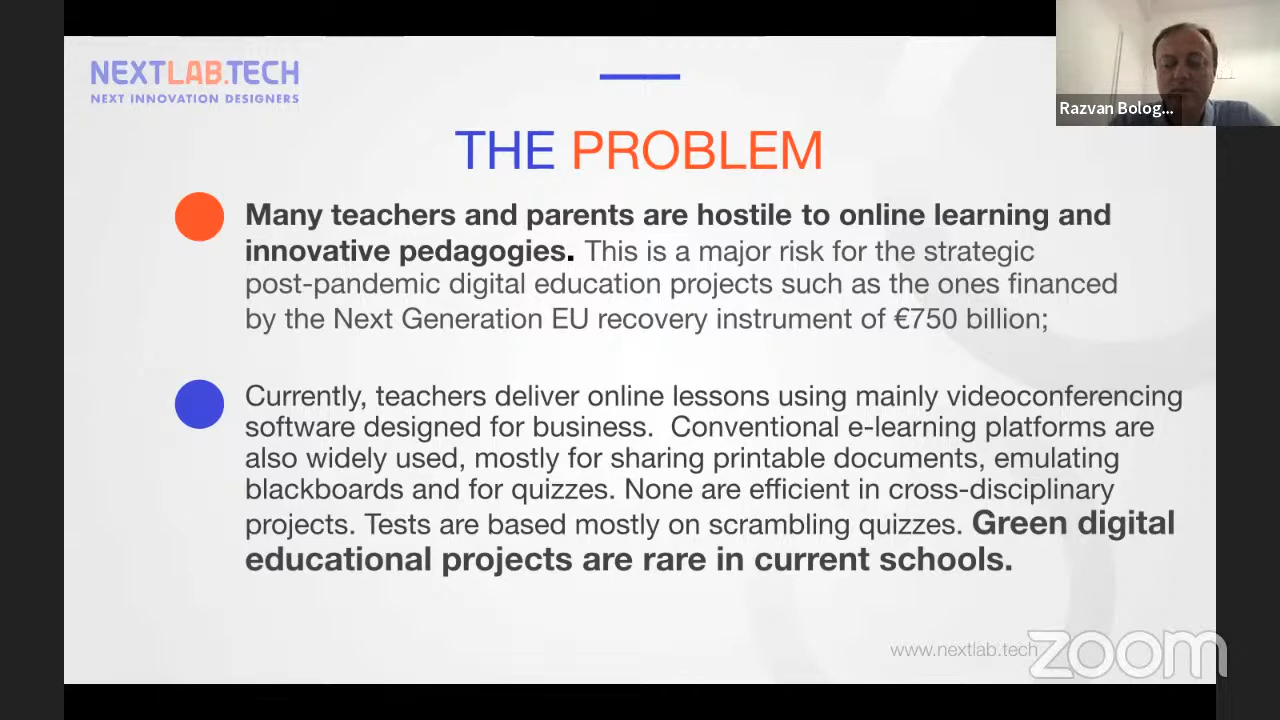 NEXTLAB.TECH
NEXT INNOVATION DESIGNERS
Razvan Bolog...
THE PROBLEM
Many teachers and parents are hostile to online learning and
innovative pedagogies. This is a major risk for the strategic
post-pandemic digital education projects such as the ones financed
by the Next Generation EU recovery instrument of €750 billion;
Currently, teachers deliver online lessons using mainly videoconferencing
software designed for business. Conventional e-learning platforms are
also widely used, mostly for sharing printable documents, emulating
blackboards and for quizzes. None are efficient in cross-disciplinary
projects. Tests are based mostly on scrambling quizzes. Green digital
educational projects are rare in current schools.
www.nextlab.tech
zoom